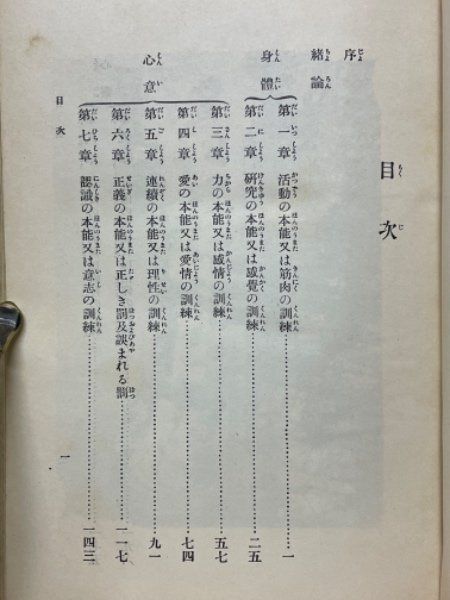 目次
序
緒論
身體
第一章 活動の本能又は筋肉の訓練 一
第二章 硏究の本能又は感覺の訓練 二五
心意
第三章 力の本能又は感情の訓練 五七
第四章 愛の本能又は愛情の訓練 七四
第五章 連續の本能又は理性の訓練 九一
第六章 正義の本能又は正しき罰及誤まれる罰 一一七
第七章 認識の本能又は意志の訓練 一四三
目次
一